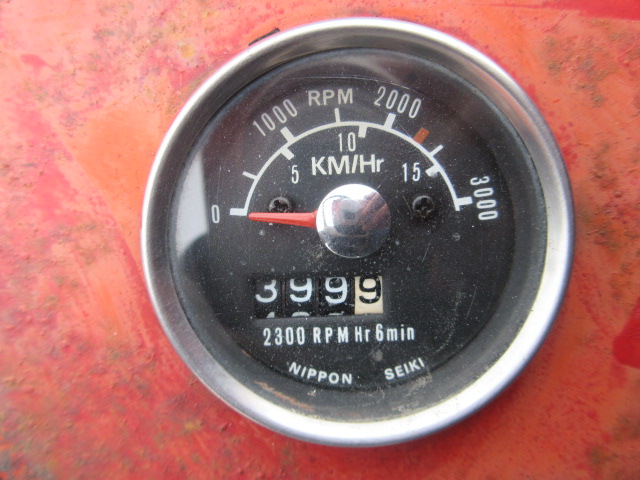 1000 RPM 2000
0 5 10 15 3000
KM/Hr
3999
2300 RPM Hr 6min
NIPPON SEIKI